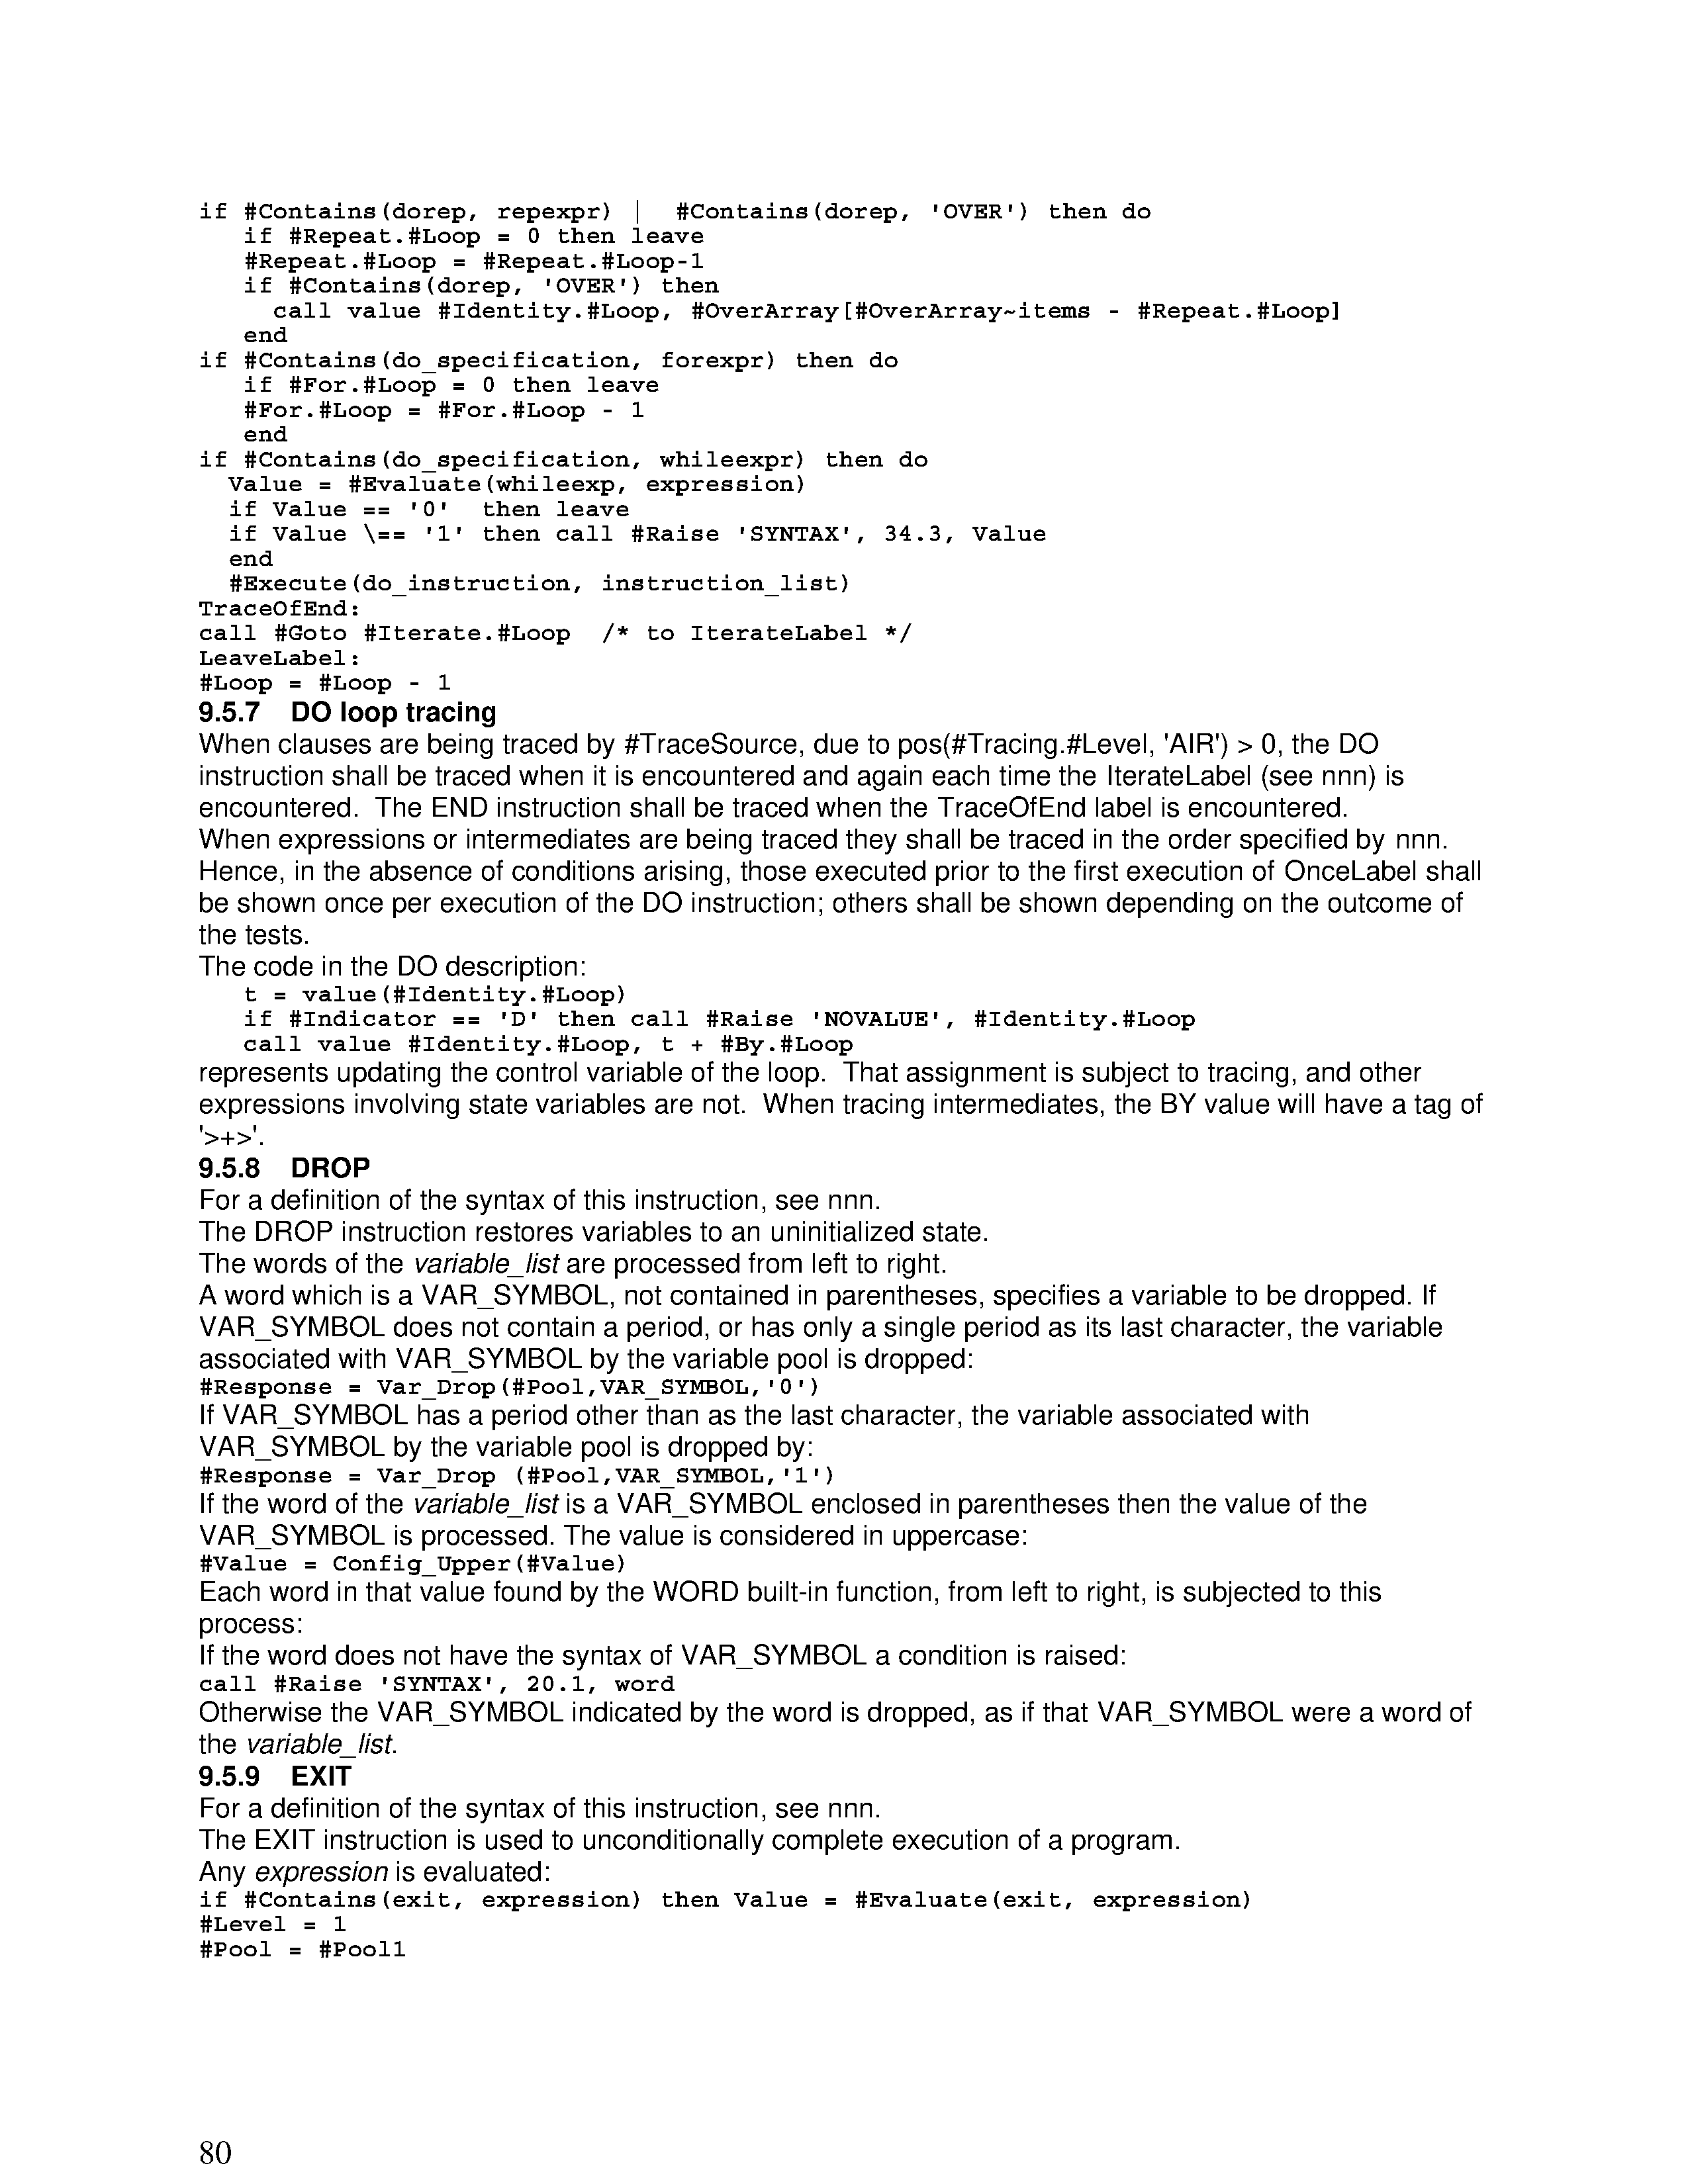 if #Contains(dorep, repexpr) |  #Contains(dorep, 'OVER') then do
   if #Repeat.#Loop = 0 then leave
   #Repeat.#Loop = #Repeat.#Loop-1
   if #Contains(dorep, 'OVER') then
     call value #Identity.#Loop, #OverArray[#OverArray~items - #Repeat.#Loop]
   end
if #Contains(do_specification, forexpr) then do
   if #For.#Loop = 0 then leave
   #For.#Loop = #For.#Loop - 1
   end
if #Contains(do_specification, whileexpr) then do
  Value = #Evaluate(whileexp, expression)
  if Value == '0'  then leave
  if Value \== '1' then call #Raise 'SYNTAX', 34.3, Value
  end
  #Execute(do_instruction, instruction_list)
TraceOfEnd:
call #Goto #Iterate.#Loop  /* to IterateLabel */
LeaveLabel:
#Loop = #Loop - 1
9.5.7 DO loop tracing
When clauses are being traced by #TraceSource, due to pos(#Tracing.#Level, 'AIR') > 0, the DO
instruction shall be traced when it is encountered and again each time the IterateLabel (see nnn) is
encountered.  The END instruction shall be traced when the TraceOfEnd label is encountered.
When expressions or intermediates are being traced they shall be traced in the order specified by nnn.
Hence, in the absence of conditions arising, those executed prior to the first execution of OnceLabel shall
be shown once per execution of the DO instruction; others shall be shown depending on the outcome of
the tests.
The code in the DO description:
   t = value(#Identity.#Loop)
   if #Indicator == 'D' then call #Raise 'NOVALUE', #Identity.#Loop
   call value #Identity.#Loop, t + #By.#Loop
represents updating the control variable of the loop.  That assignment is subject to tracing, and other
expressions involving state variables are not.  When tracing intermediates, the BY value will have a tag of
'>+>'.
9.5.8 DROP
For a definition of the syntax of this instruction, see nnn.
The DROP instruction restores variables to an uninitialized state.
The words of the variable_list are processed from left to right.
A word which is a VAR_SYMBOL, not contained in parentheses, specifies a variable to be dropped. If
VAR_SYMBOL does not contain a period, or has only a single period as its last character, the variable
associated with VAR_SYMBOL by the variable pool is dropped:
#Response = Var_Drop(#Pool,VAR_SYMBOL,'0')
If VAR_SYMBOL has a period other than as the last character, the variable associated with
VAR_SYMBOL by the variable pool is dropped by:
#Response = Var_Drop (#Pool,VAR_SYMBOL,'1')
If the word of the variable_list is a VAR_SYMBOL enclosed in parentheses then the value of the
VAR_SYMBOL is processed. The value is considered in uppercase:
#Value = Config_Upper(#Value)
Each word in that value found by the WORD built-in function, from left to right, is subjected to this
process:
If the word does not have the syntax of VAR_SYMBOL a condition is raised:
call #Raise 'SYNTAX', 20.1, word
Otherwise the VAR_SYMBOL indicated by the word is dropped, as if that VAR_SYMBOL were a word of
the variable_list.
9.5.9 EXIT
For a definition of the syntax of this instruction, see nnn.
The EXIT instruction is used to unconditionally complete execution of a program.
Any expression is evaluated:
if #Contains(exit, expression) then Value = #Evaluate(exit, expression)
#Level = 1
#Pool = #Pool1
80